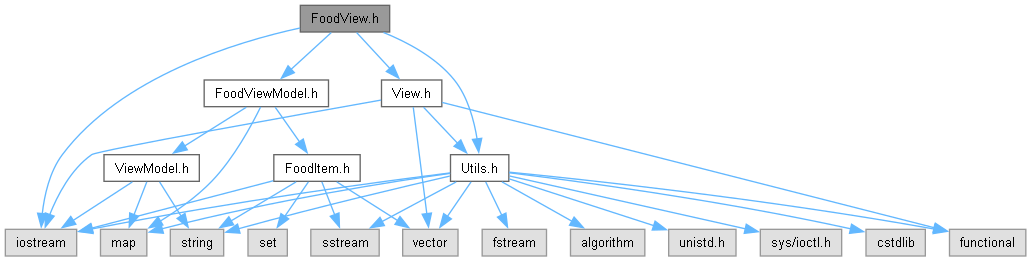 FoodView.h
FoodViewModel.h
View.h
ViewModel.h
FoodItem.h
Utils.h
iostream
map
string
set
sstream
vector
fstream
algorithm
unistd.h
sys/ioctl.h
cstdlib
functional